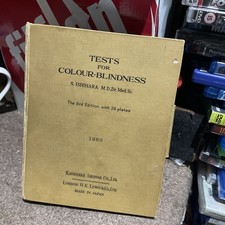 TESTS
FOR
COLOUR-BLINDNESS
S. ISHIHARA M.D.,Dr.Med.Sc.
The 3rd Edition with 38 plates
Kanehara Shuppan Co., Ltd.
London: H. K. Lewis & Co., Ltd.
MADE IN JAPAN